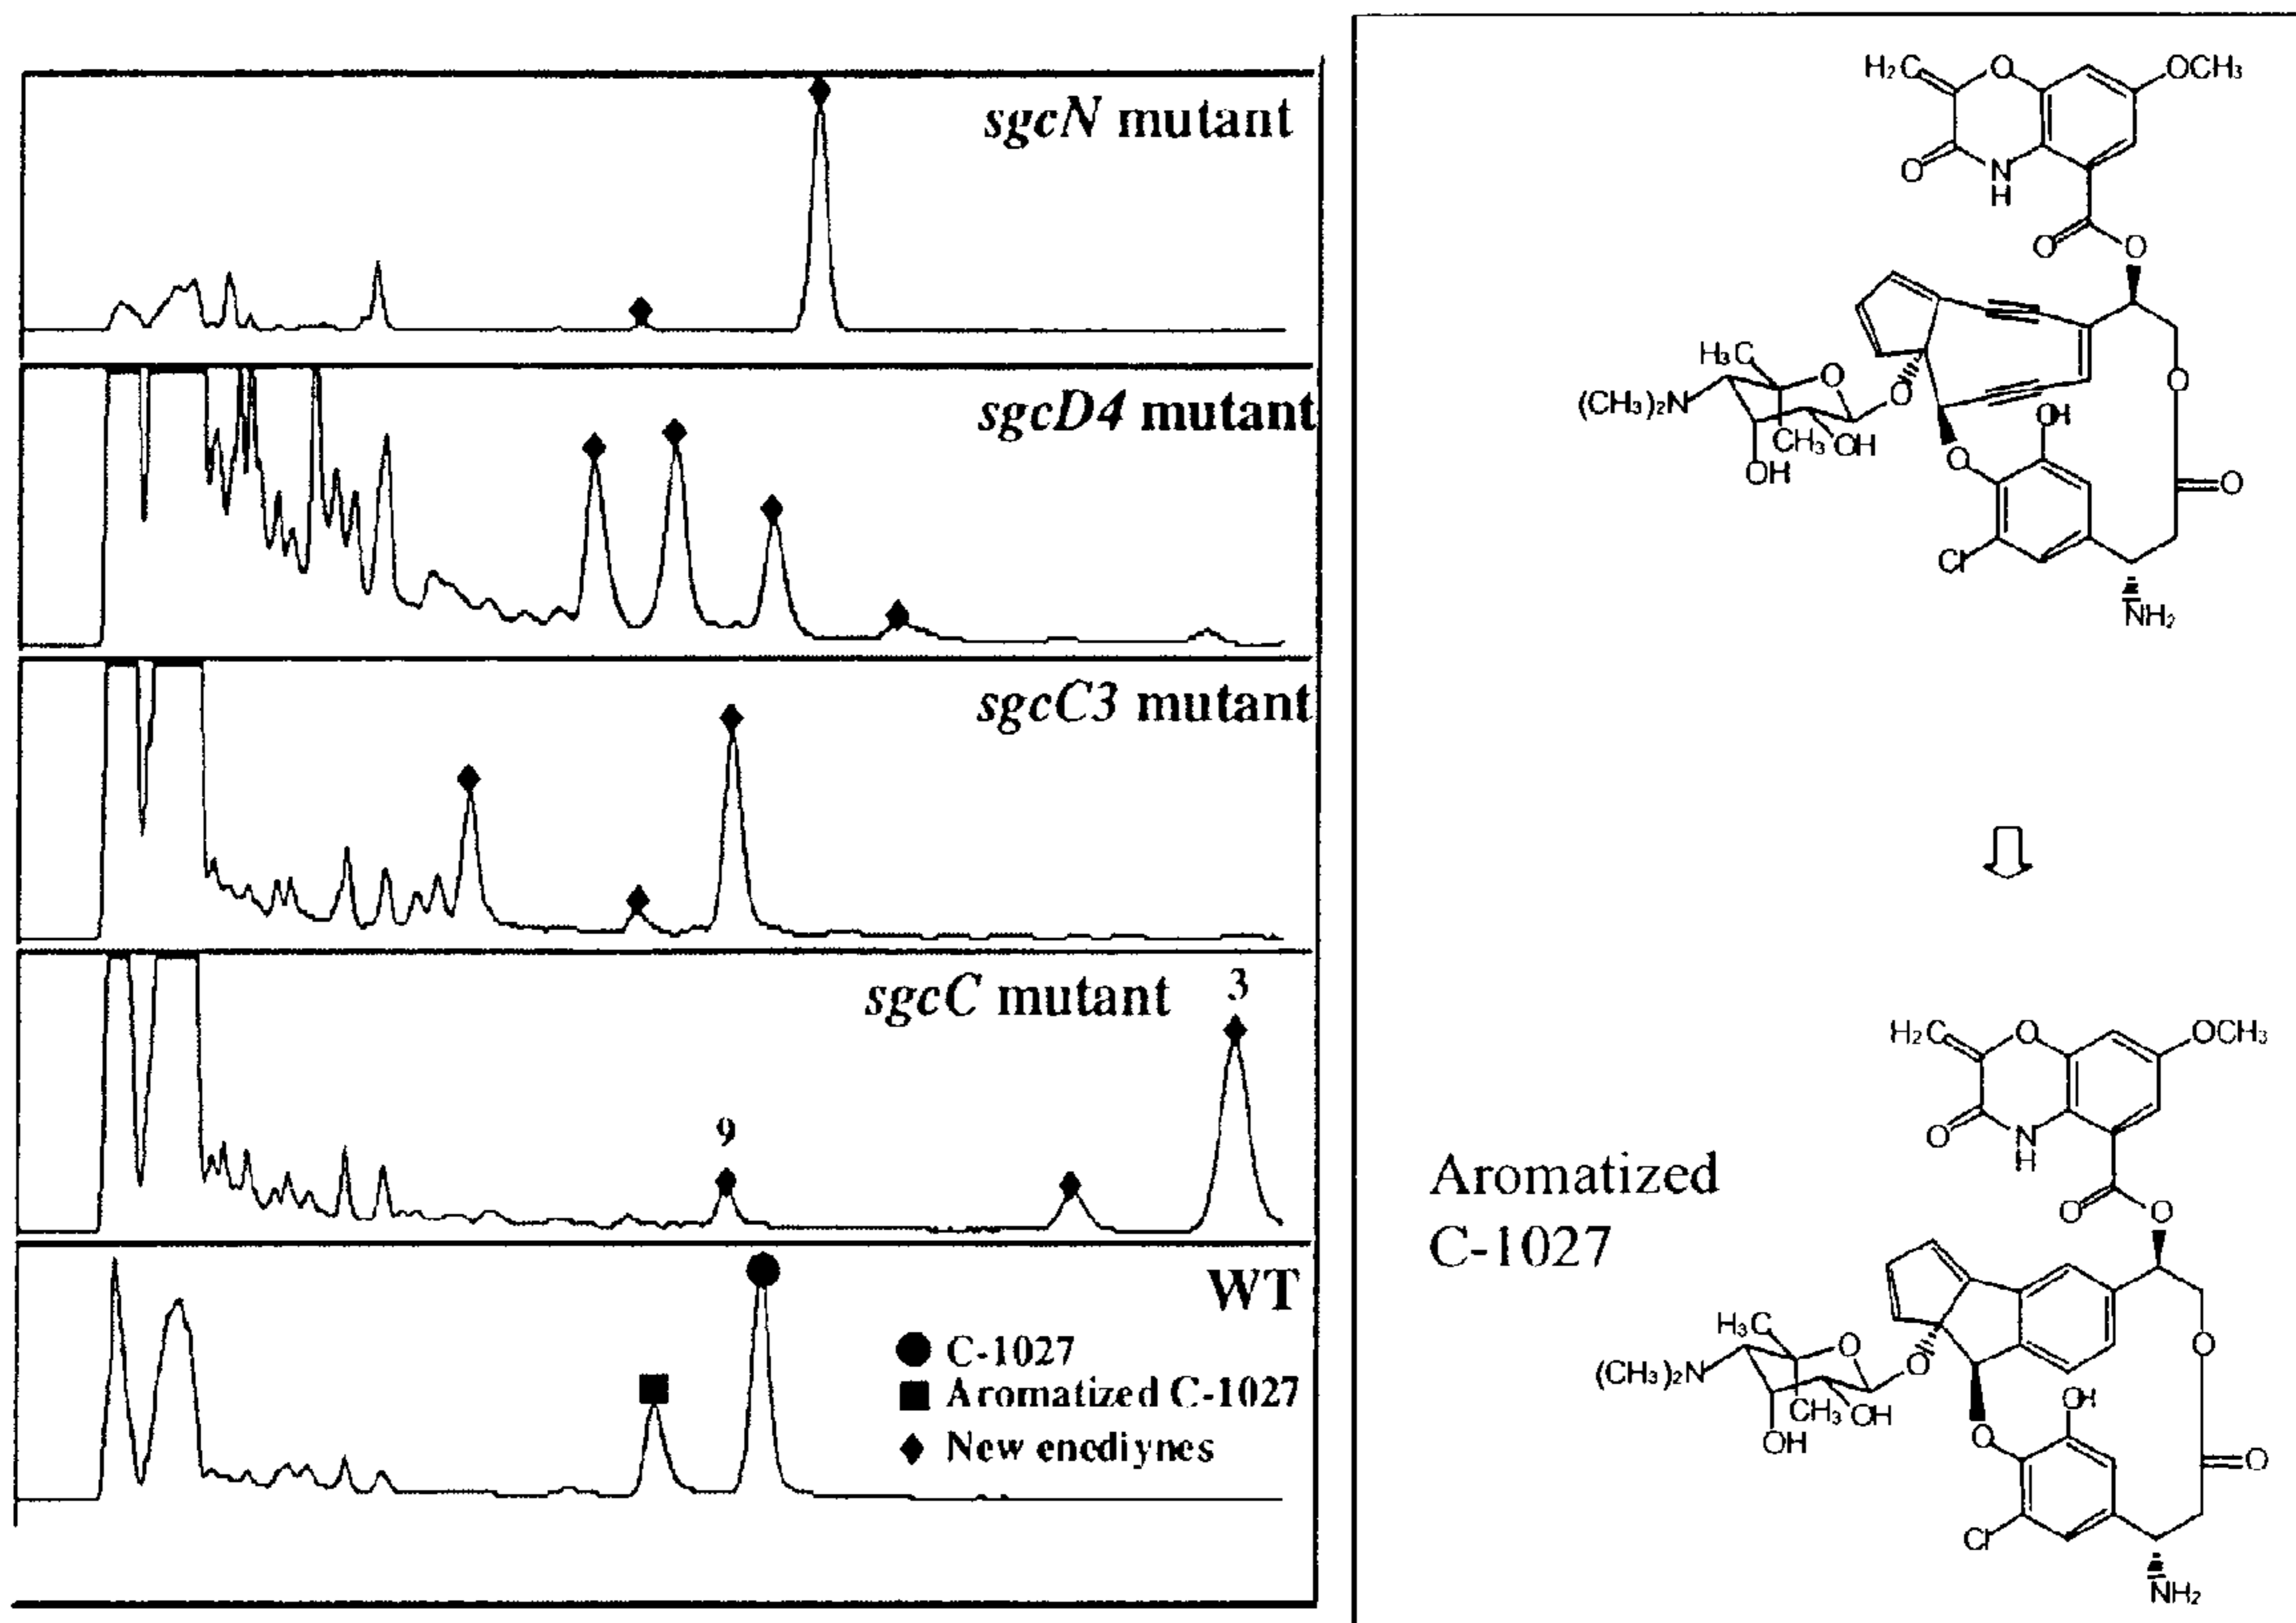 sgcN mutant
sgcD4 mutant
sgcC3 mutant
sgcC mutant
3
9
WT
C-1027
Aromatized C-1027
New enediynes
H₂C
O
OCH₃
O
N
H
O
O
H₃C
O
O
O
(CH₃)₂N
OH
CH₃
OH
OH
O
O
Cl
NH₂
Aromatized
C-1027
H₂C
O
OCH₃
O
N
H
O
O
H₃C
O
O
O
(CH₃)₂N
OH
CH₃
OH
OH
O
O
Cl
NH₂